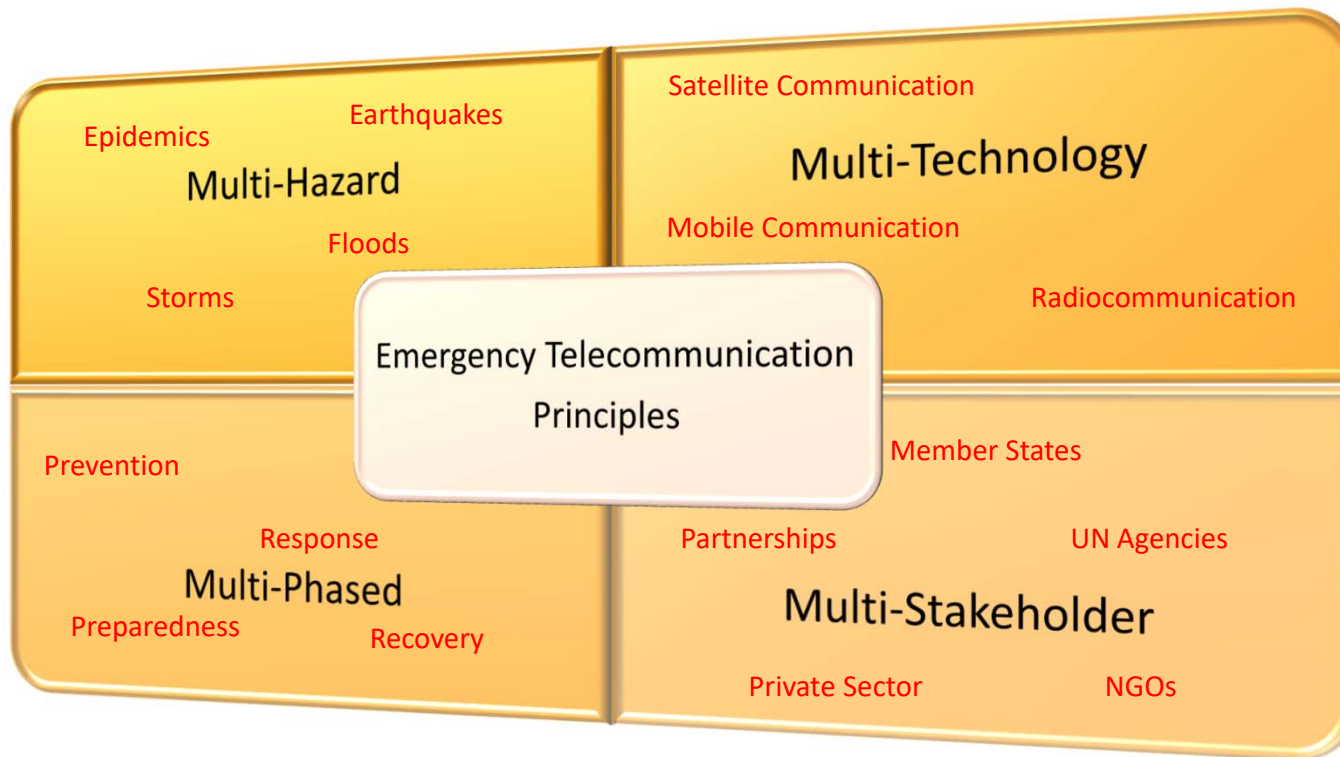 Epidemics
Earthquakes
Multi-Hazard
Floods
Storms
Satellite Communication
Multi-Technology
Mobile Communication
Radiocommunication
Emergency Telecommunication
Principles
Prevention
Response
Multi-Phased
Preparedness
Recovery
Member States
Partnerships
UN Agencies
Multi-Stakeholder
Private Sector
NGOs